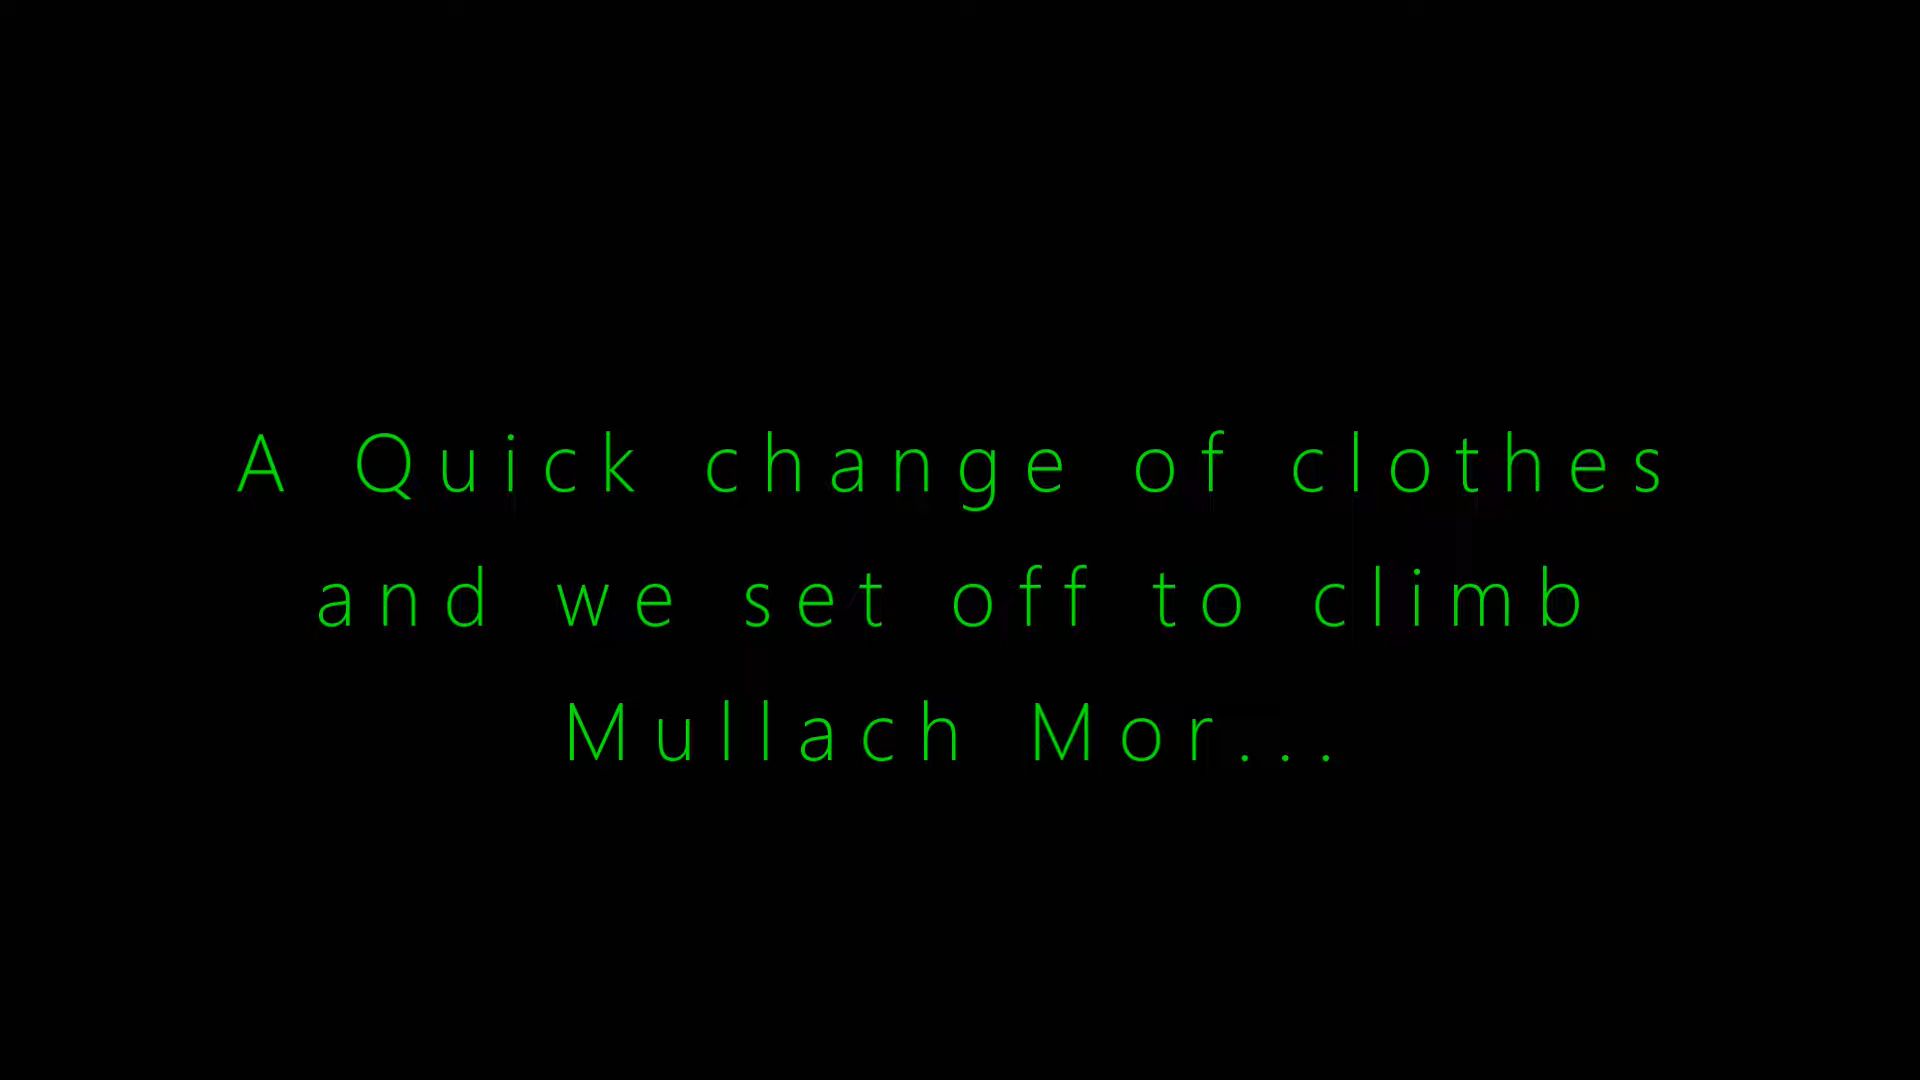 A Quick change of clothes
and we set off to climb
Mullach Mor...